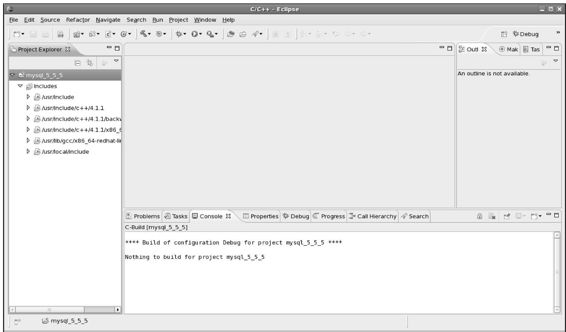 C/C++ - Eclipse
File Edit Source Refactor Navigate Search Run Project Window Help
Debug
Project Explorer
Outl Mak Tas
mysql_5_5_5
Includes
/usr/include
/usr/include/c++/4.1.1
/usr/include/c++/4.1.1/backw
/usr/include/c++/4.1.1/x86_6
/usr/lib/gcc/x86_64-redhat-li
/usr/local/include
An outline is not available.
Problems Tasks Console Properties Debug Progress Call Hierarchy Search
C-Build [mysql_5_5_5]
**** Build of configuration Debug for project mysql_5_5_5 ****
Nothing to build for project mysql_5_5_5
mysql_5_5_5